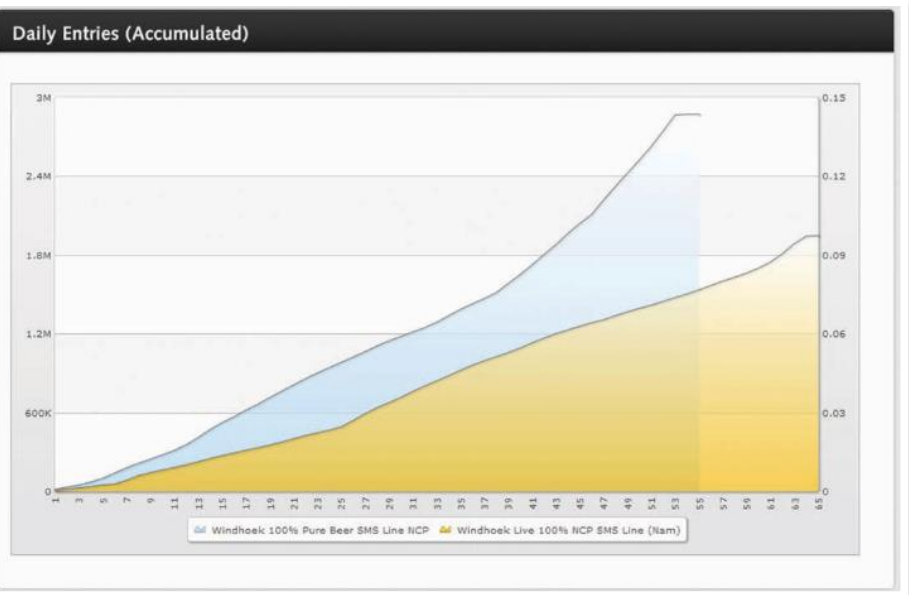 Daily Entries (Accumulated)
3M 0.15
2.4M 0.12
1.8M 0.09
1.2M 0.06
600K 0.03
0 0
1 3 5 7 9 11 13 15 17 19 21 23 25 27 29 31 33 35 37 39 41 43 45 47 49 51 53 55 57 59 61 63 65
Windhoek 100% Pure Beer SMS Line NCP Windhoek Live 100% NCP SMS Line (Nam)